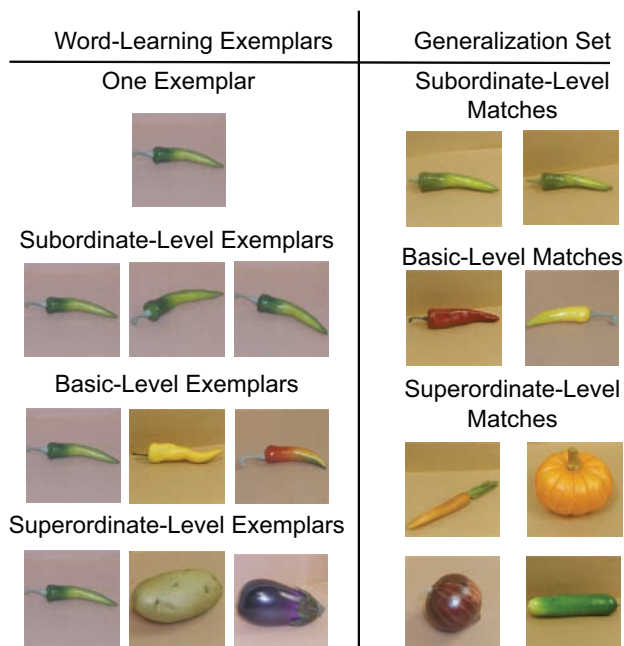 Word-Learning Exemplars
One Exemplar
Subordinate-Level Exemplars
Basic-Level Exemplars
Superordinate-Level Exemplars
Generalization Set
Subordinate-Level
Matches
Basic-Level Matches
Superordinate-Level
Matches